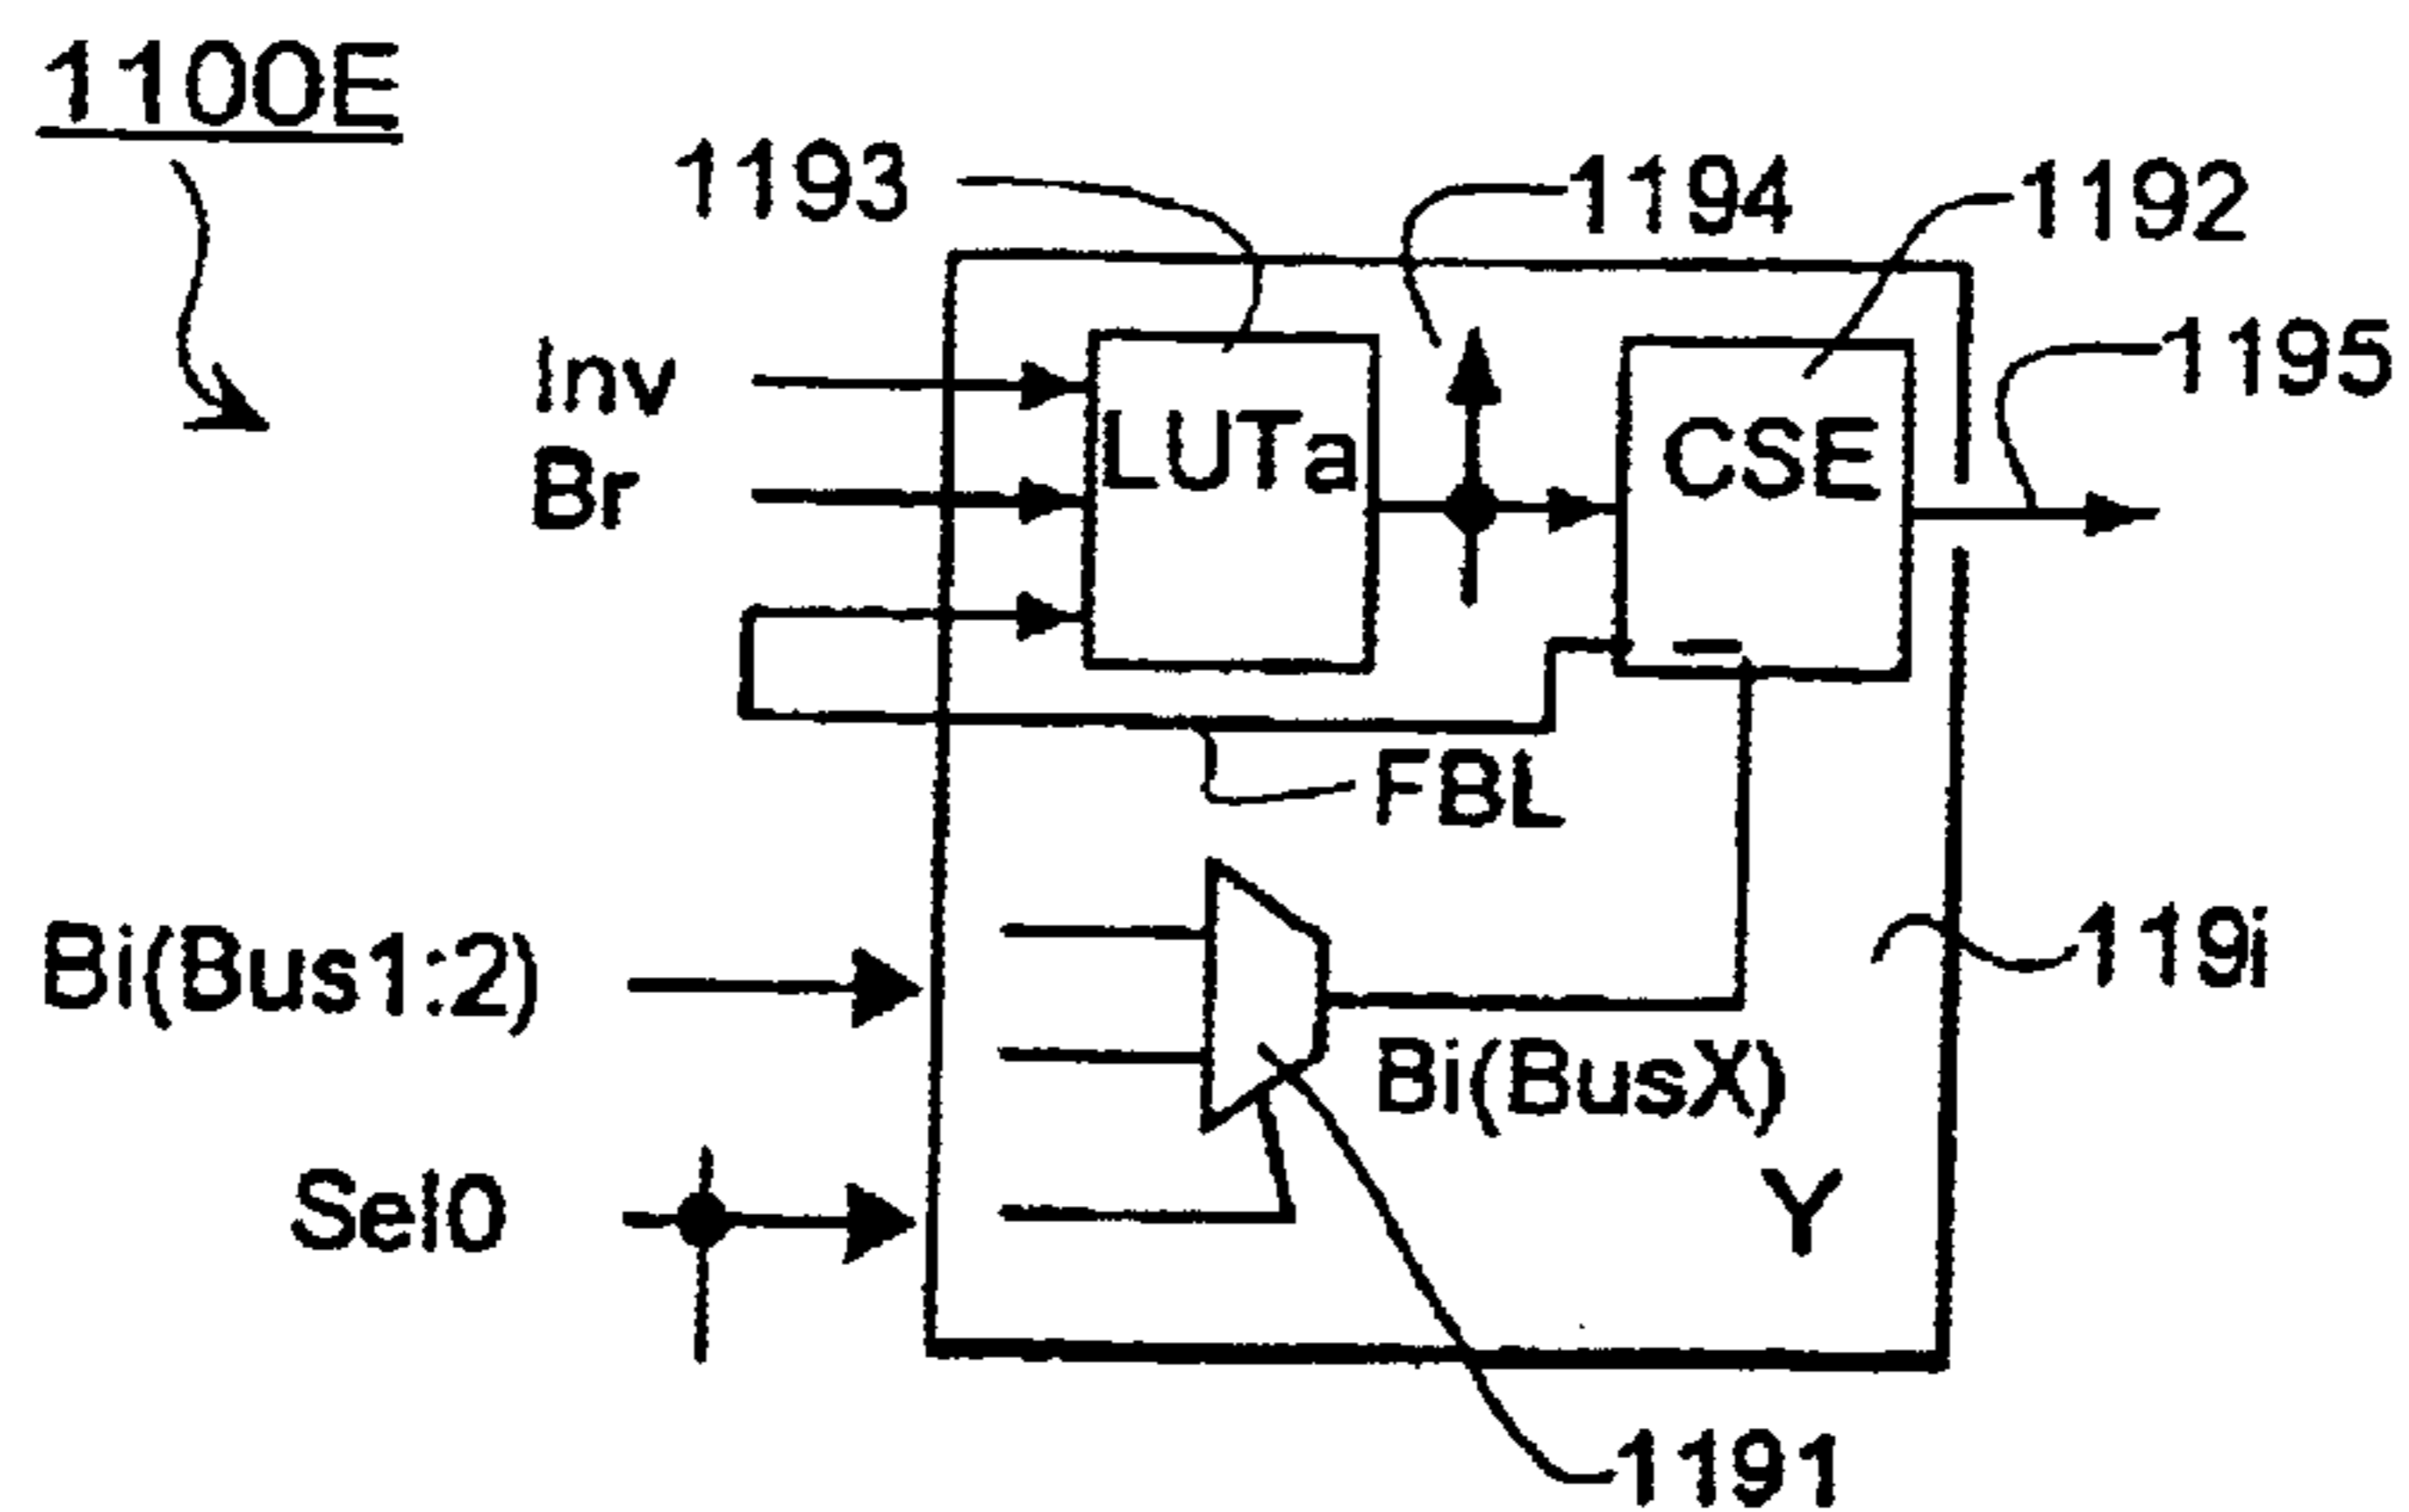 1100E
1193
1194
1192
1195
Inv
Br
LUTa
CSE
FBL
Bi(Bus1:2)
119i
Bi(BusX)
Sel0
Y
1191